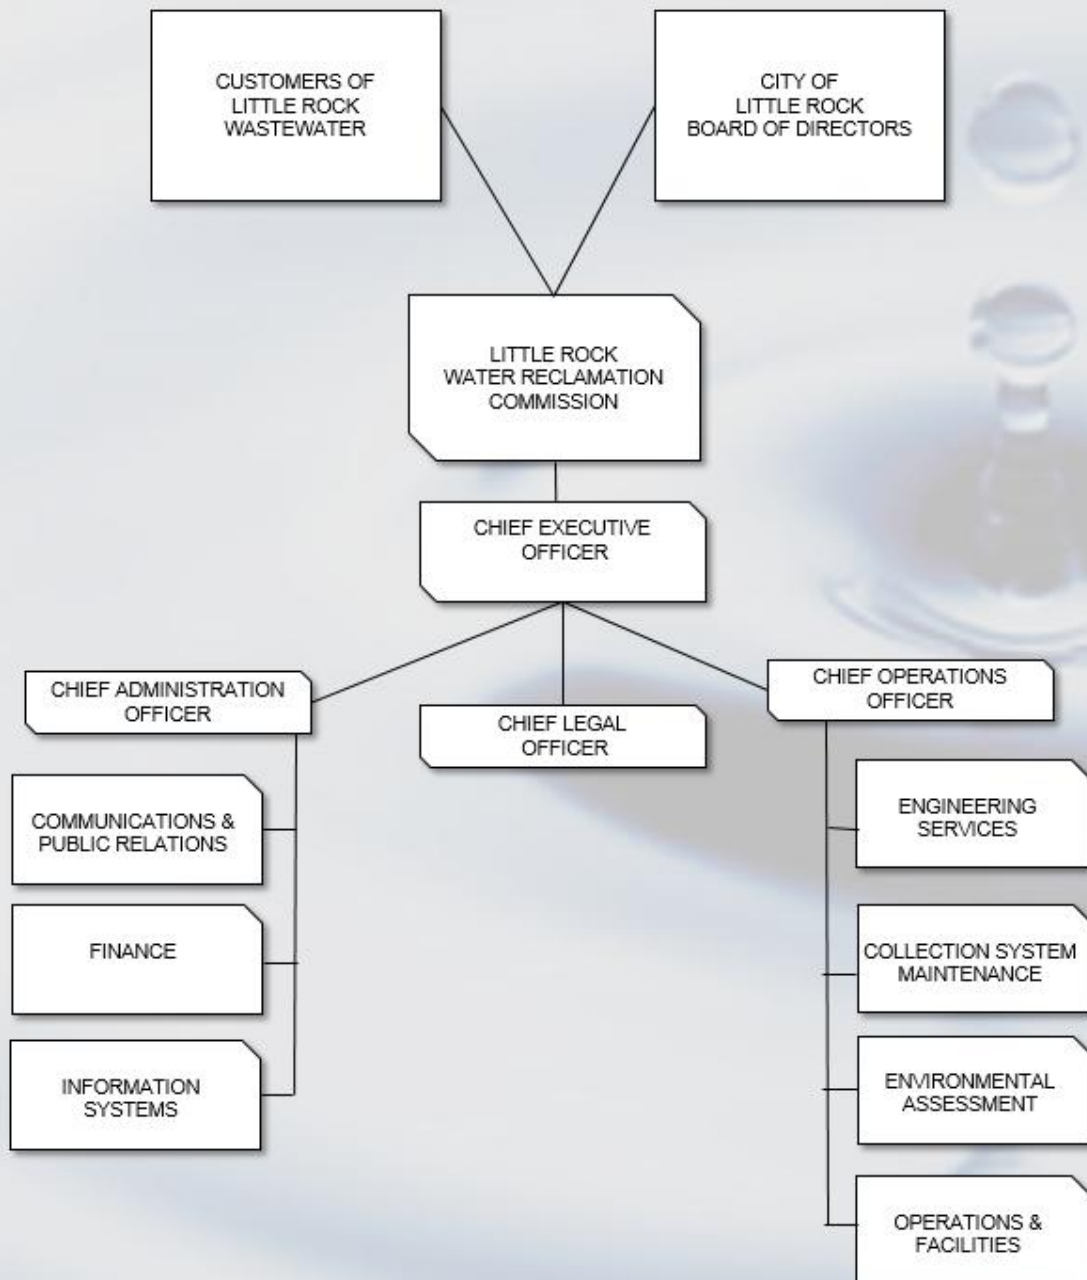 CUSTOMERS OF
LITTLE ROCK
WASTEWATER
CITY OF
LITTLE ROCK
BOARD OF DIRECTORS
LITTLE ROCK
WATER RECLAMATION
COMMISSION
CHIEF EXECUTIVE
OFFICER
CHIEF ADMINISTRATION
OFFICER
CHIEF LEGAL
OFFICER
CHIEF OPERATIONS
OFFICER
COMMUNICATIONS &
PUBLIC RELATIONS
FINANCE
INFORMATION
SYSTEMS
ENGINEERING
SERVICES
COLLECTION SYSTEM
MAINTENANCE
ENVIRONMENTAL
ASSESSMENT
OPERATIONS &
FACILITIES